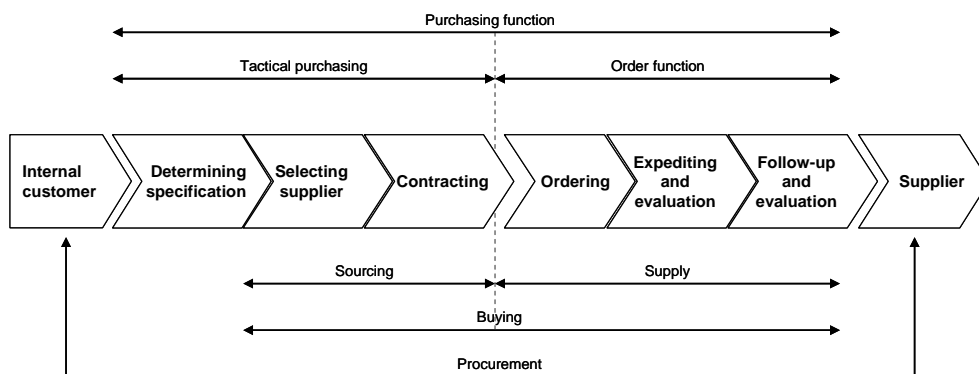 Purchasing function
Tactical purchasing
Order function
Internal
customer
Determining
specification
Selecting
supplier
Contracting
Ordering
Expediting
and
evaluation
Follow-up
and
evaluation
Supplier
Sourcing
Supply
Buying
Procurement